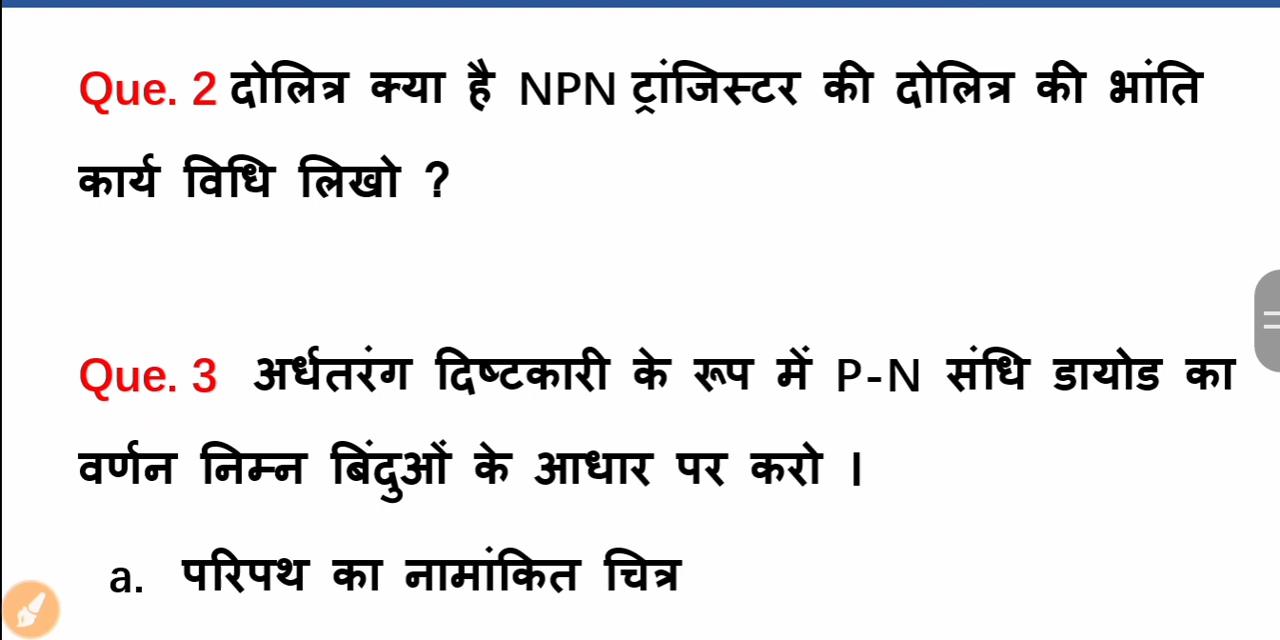 Que. 2 दोलित्र क्या है NPN ट्रांजिस्टर की दोलित्र की भांति
कार्य विधि लिखो ?
Que. 3 अर्धतरंग दिष्टकारी के रूप में P-N संधि डायोड का
वर्णन निम्न बिंदुओं के आधार पर करो ।
a. परिपथ का नामांकित चित्र